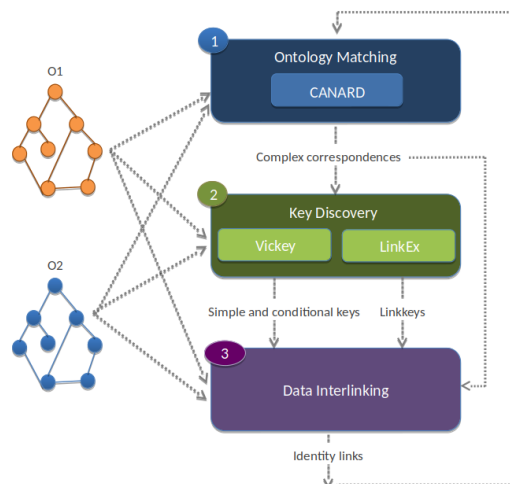 1
Ontology Matching
CANARD
O1
Complex correspondences
2
Key Discovery
Vickey
LinkEx
O2
Simple and conditional keys
Linkkeys
3
Data Interlinking
Identity links